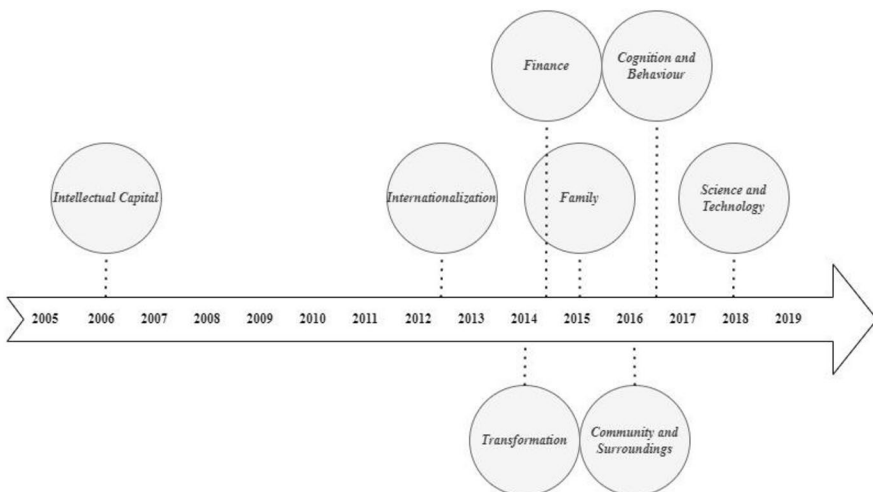 Finance
Cognition and
Behaviour
Intellectual Capital
Internationalization
Family
Science and
Technology
2005 2006 2007 2008 2009 2010 2011 2012 2013 2014 2015 2016 2017 2018 2019
Transformation
Community and
Surroundings